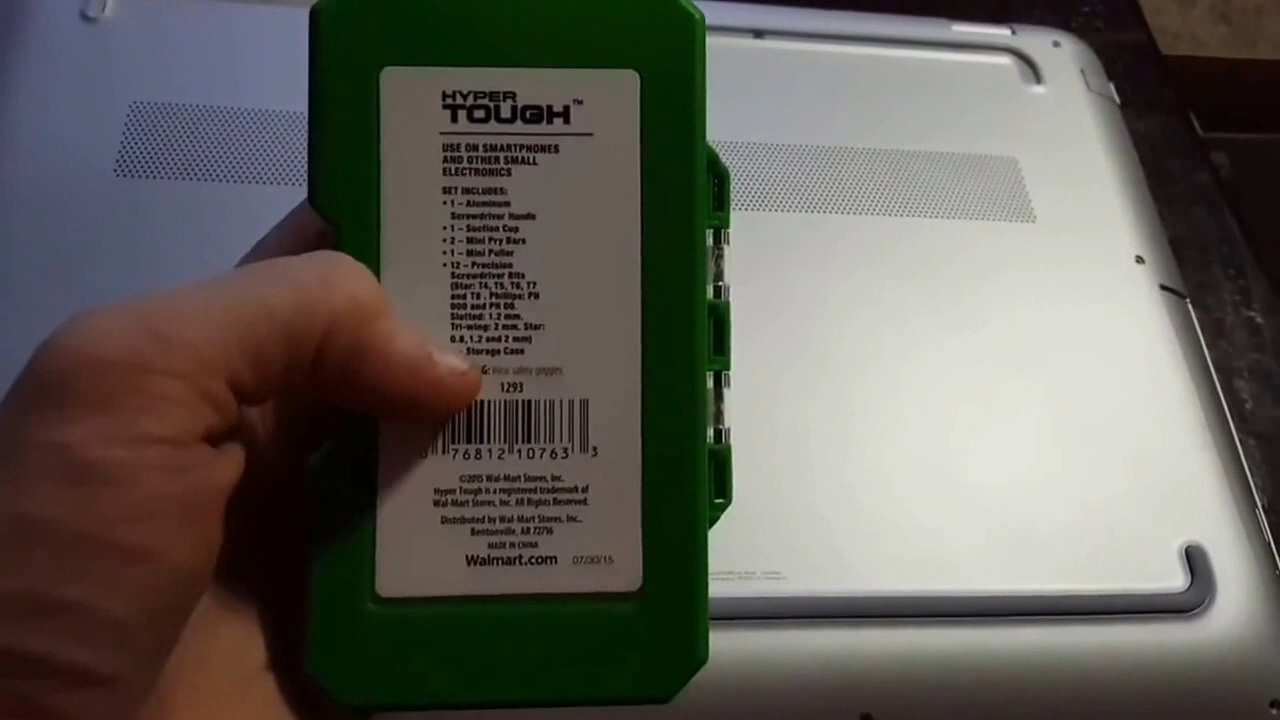 HYPER
TOUGH™
USE ON SMARTPHONES
AND OTHER SMALL
ELECTRONICS
SET INCLUDES:
• 1 – Aluminum
Screwdriver Handle
• 1 – Suction Cup
• 2 – Mini Pry Bars
• 1 – Mini Puller
• 12 – Precision
Screwdriver Bits
(Star: T4, T5, T6, T7
and T8 . Phillips: PH
000 and PH 00.
Slotted: 1.2 mm.
Tri-wing: 2 mm. Star:
0.8, 1.2 and 2 mm)
Storage Case
G: Wear safety goggles
1293
76812 10763 3
©2015 Wal-Mart Stores, Inc.
Hyper Tough is a registered trademark of
Wal-Mart Stores, Inc. All Rights Reserved.
Distributed by Wal-Mart Stores, Inc.,
Bentonville, AR 72716
MADE IN CHINA
Walmart.com 07/30/15